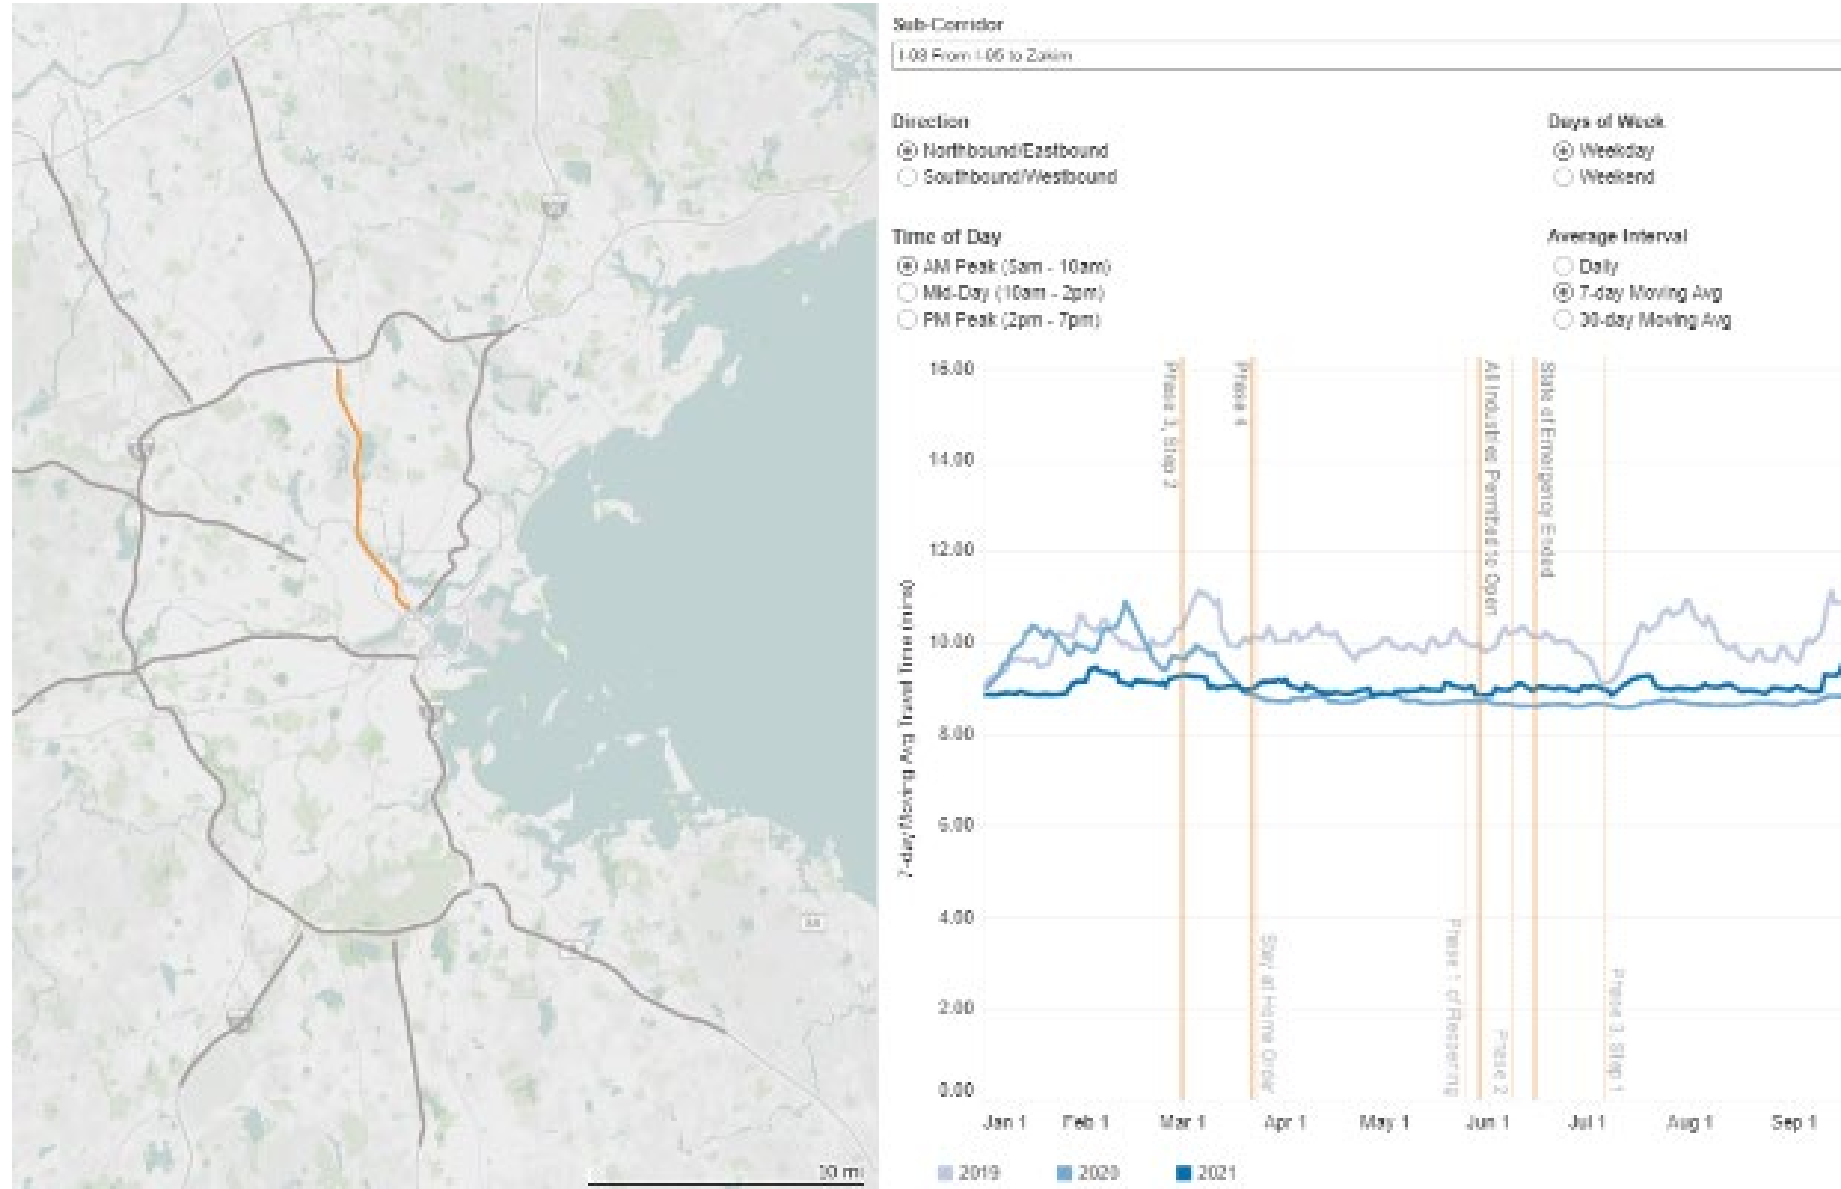 Sub-Corridor
I-93 From I-95 to Zakim
Direction
Northbound/Eastbound
Southbound/Westbound
Days of Week
Weekday
Weekend
Time of Day
AM Peak (5am - 10am)
Mid-Day (10am - 2pm)
PM Peak (2pm - 7pm)
Average Interval
Daily
7-day Moving Avg
30-day Moving Avg
7-day Moving Avg Travel Time (mins)
16.00
14.00
12.00
10.00
8.00
6.00
4.00
2.00
0.00
Phase 3, Step 2
Phase 4
All Industries Permitted to Open
State of Emergency Ended
Stay at Home Order
Phase 1 of Reopening
Phase 2
Phase 3, Step 1
Jan 1
Feb 1
Mar 1
Apr 1
May 1
Jun 1
Jul 1
Aug 1
Sep 1
2019
2020
2021
10 mi